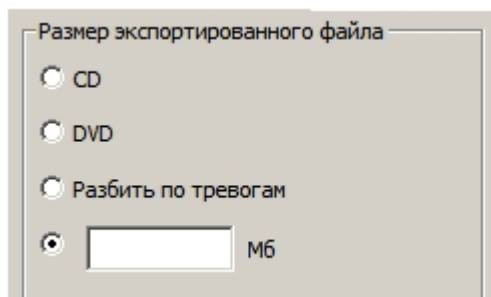 Размер экспортированного файла
CD
DVD
Разбить по тревогам
Мб